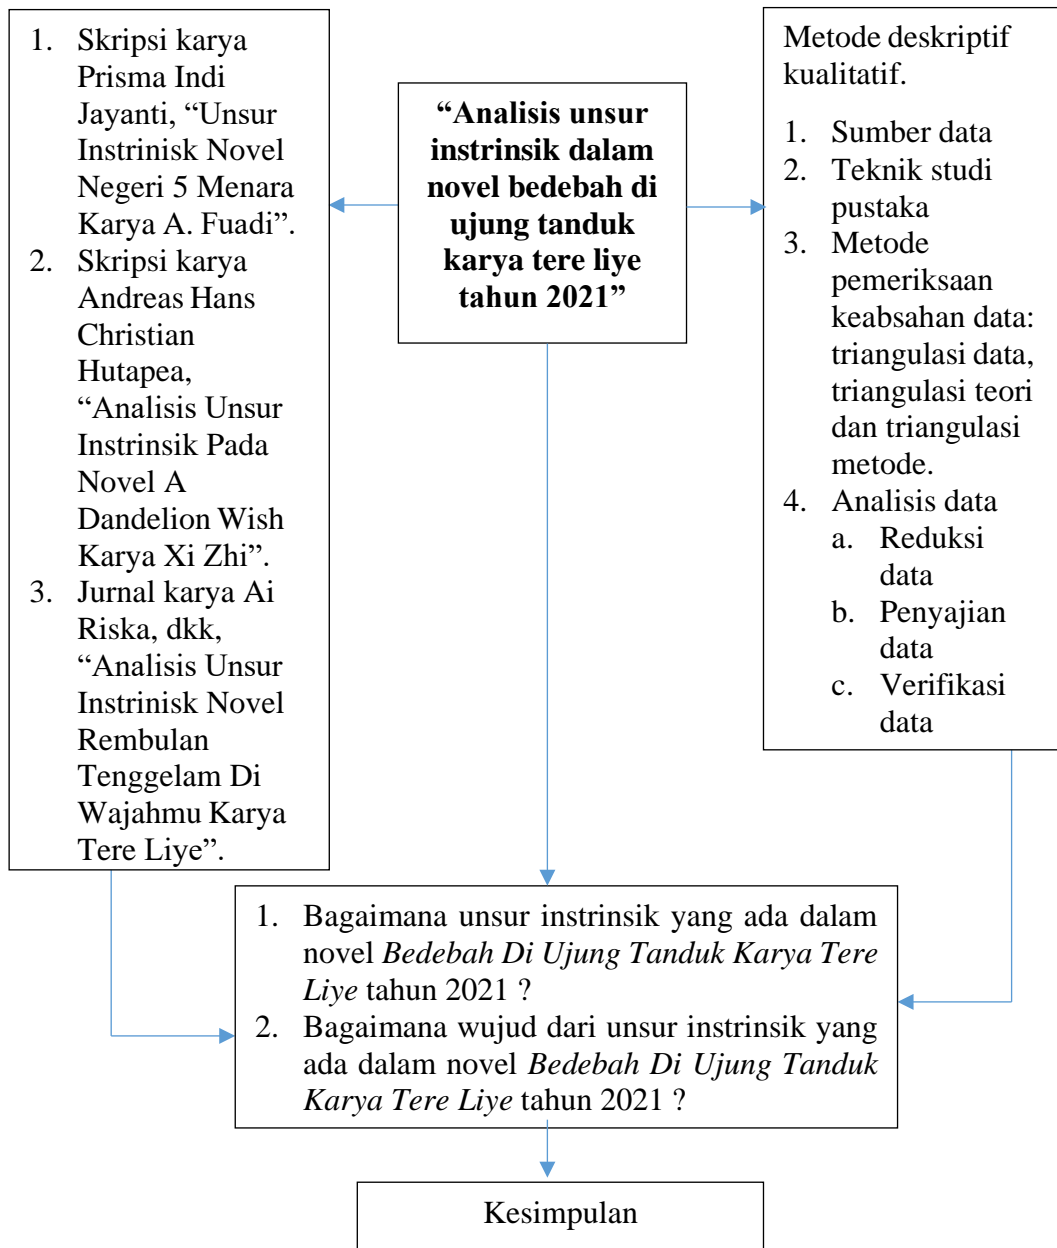 1. Skripsi karya
Prisma Indi
Jayanti, “Unsur
Instrinisk Novel
Negeri 5 Menara
Karya A. Fuadi”.
2. Skripsi karya
Andreas Hans
Christian
Hutapea,
“Analisis Unsur
Instrinsik Pada
Novel A
Dandelion Wish
Karya Xi Zhi”.
3. Jurnal karya Ai
Riska, dkk,
“Analisis Unsur
Instrinisk Novel
Rembulan
Tenggelam Di
Wajahmu Karya
Tere Liye”.
“Analisis unsur
instrinsik dalam
novel bedebah di
ujung tanduk
karya tere liye
tahun 2021”
Metode deskriptif
kualitatif.
1. Sumber data
2. Teknik studi
pustaka
3. Metode
pemeriksaan
keabsahan data:
triangulasi data,
triangulasi teori
dan triangulasi
metode.
4. Analisis data
a. Reduksi
data
b. Penyajian
data
c. Verifikasi
data
1. Bagaimana unsur instrinsik yang ada dalam
novel Bedebah Di Ujung Tanduk Karya Tere
Liye tahun 2021 ?
2. Bagaimana wujud dari unsur instrinsik yang
ada dalam novel Bedebah Di Ujung Tanduk
Karya Tere Liye tahun 2021 ?
Kesimpulan